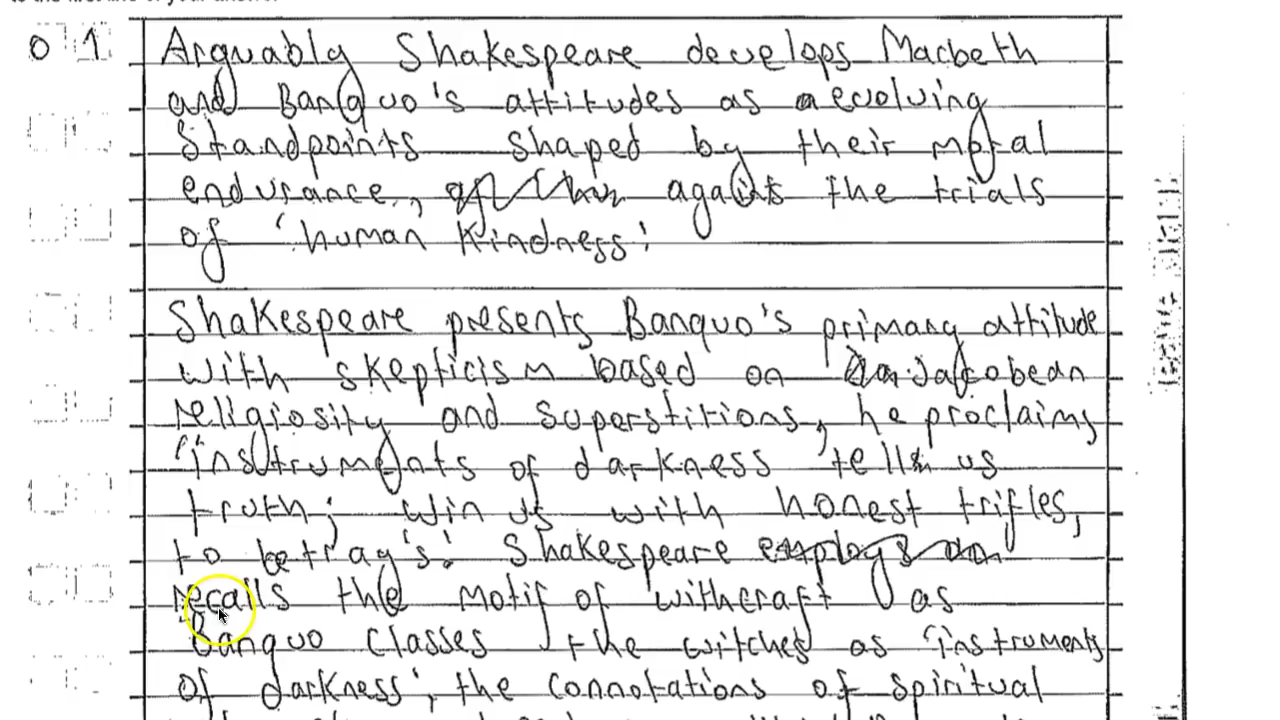 0 1 Arguably Shakespeare develops Macbeth
and Banquo's attitudes as evolving
standpoints shaped by their moral
endurance, against the trials
of 'human kindness'.
Shakespeare presents Banquo's primary attitude
with skepticism based on Jacobean
religiosity and superstitions, he proclaims
"instruments of darkness 'tell us
truth; win us with honest trifles,
to betray's'. Shakespeare employs an
recalls the motif of withcraft as
Banquo classes the witches as "instruments
of darkness', the connotations of spiritual